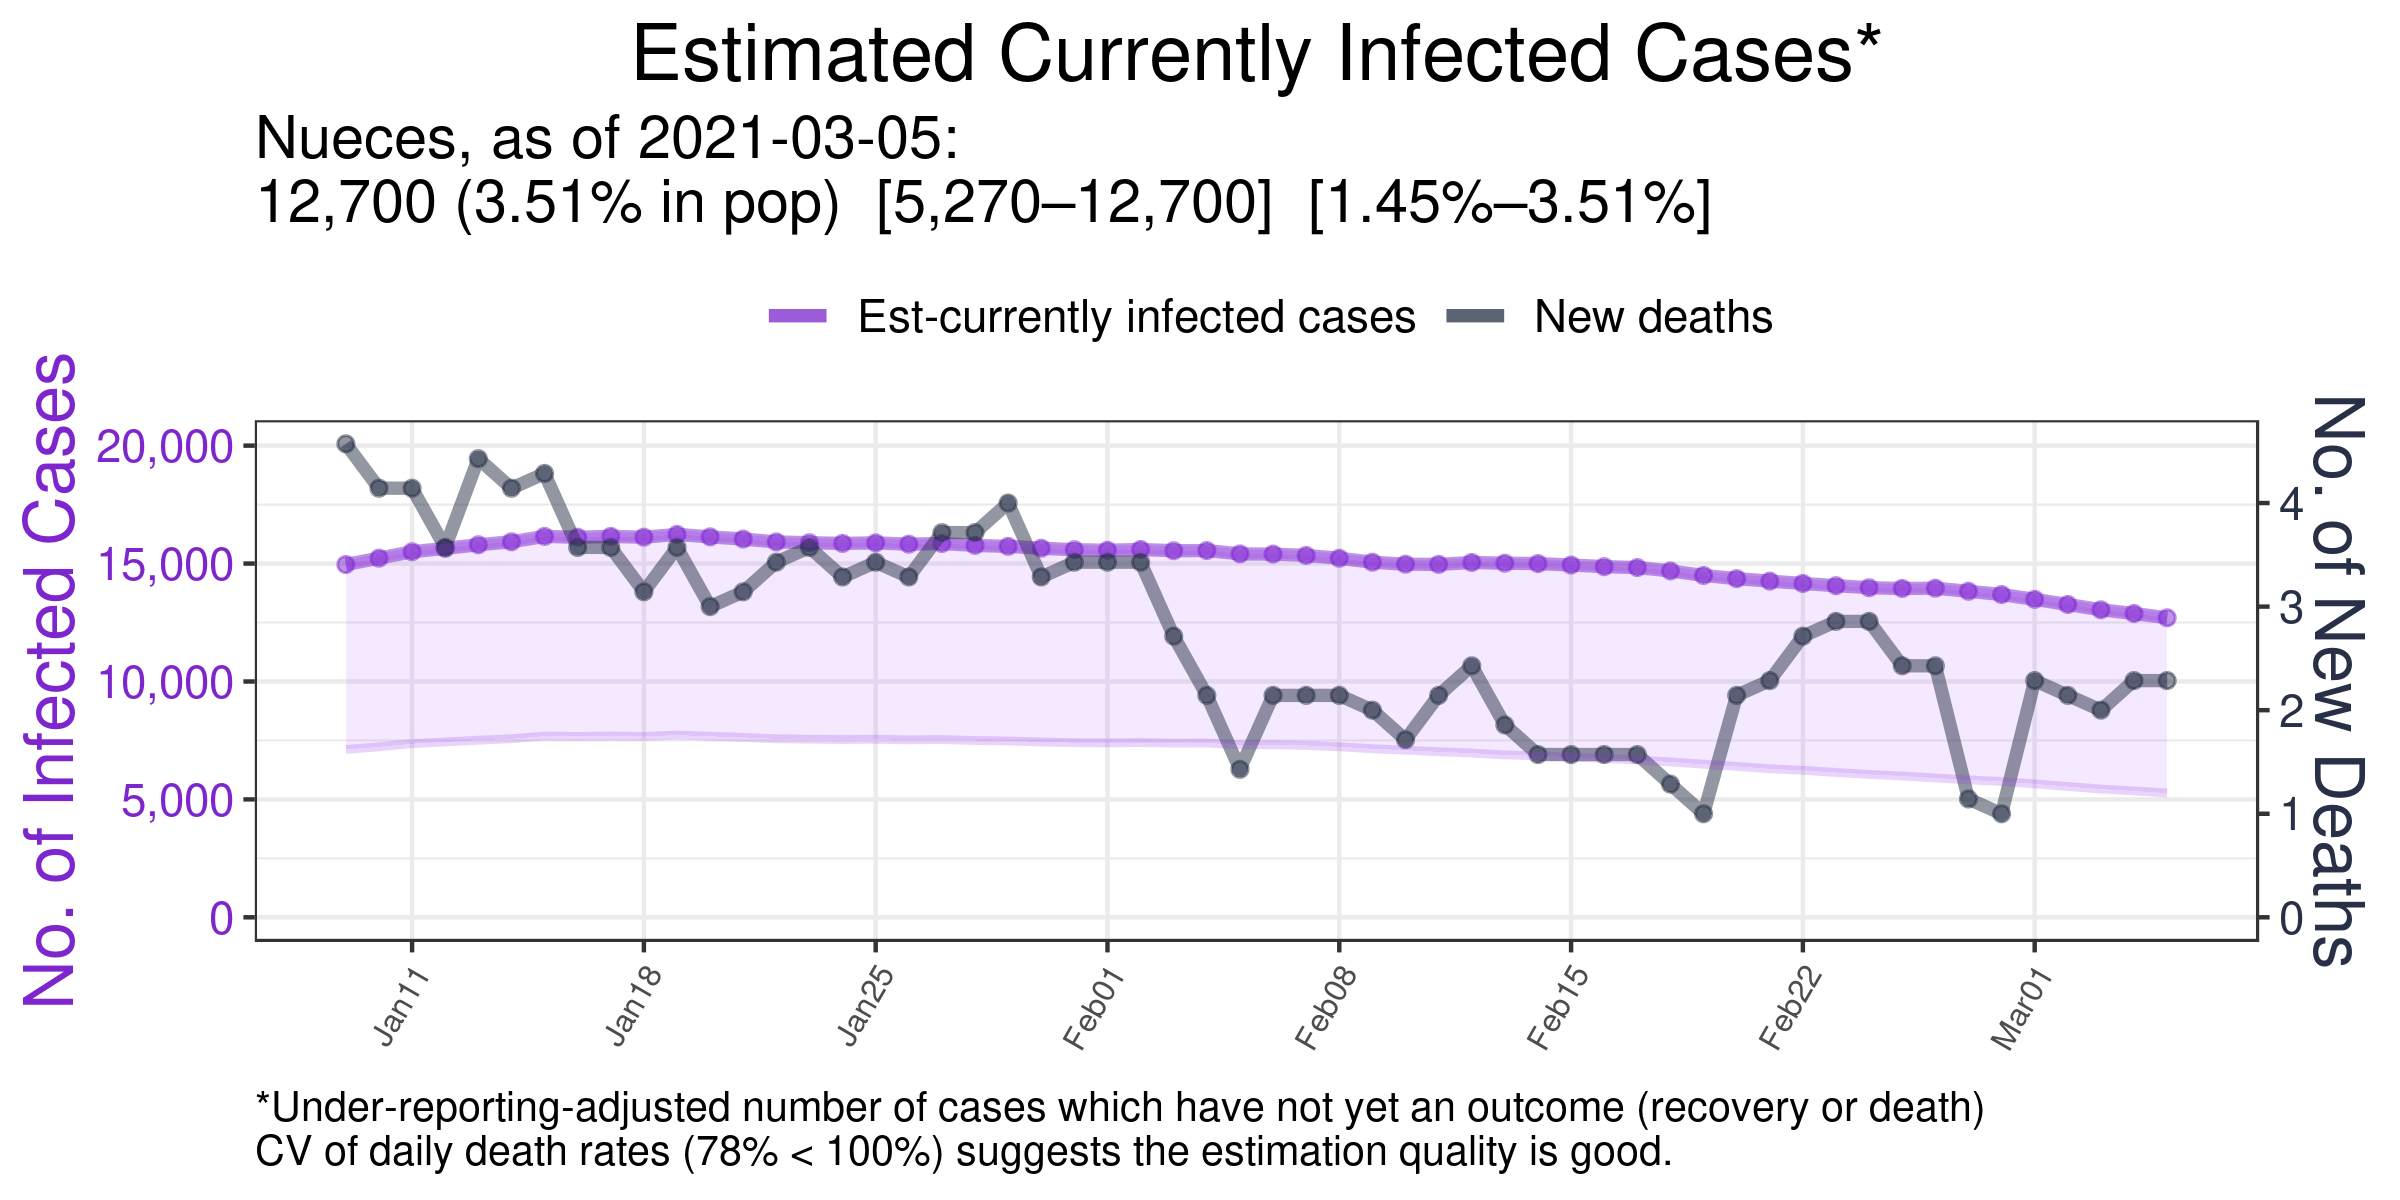 Estimated Currently Infected Cases*
Nueces, as of 2021-03-05:
12,700 (3.51% in pop)  [5,270–12,700]  [1.45%–3.51%]
Est-currently infected cases
New deaths
No. of Infected Cases
20,000
15,000
10,000
5,000
0
No. of New Deaths
4
3
2
1
0
Jan11
Jan18
Jan25
Feb01
Feb08
Feb15
Feb22
Mar01
*Under-reporting-adjusted number of cases which have not yet an outcome (recovery or death)
CV of daily death rates (78% < 100%) suggests the estimation quality is good.